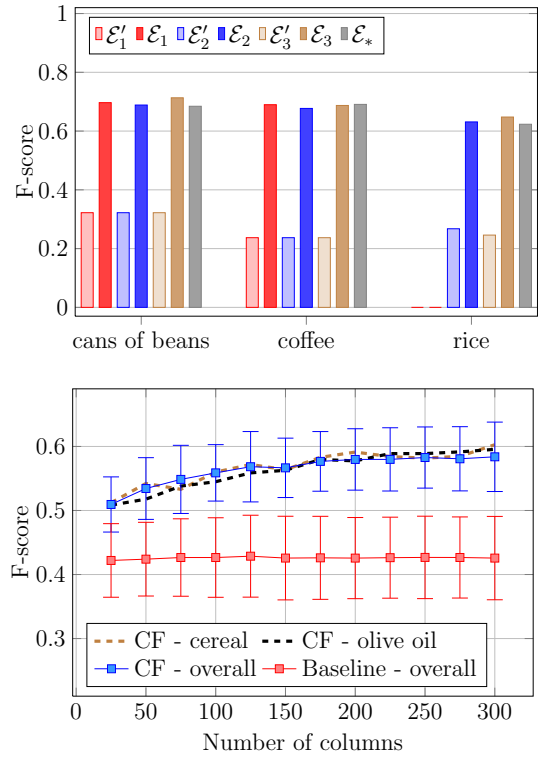 1
ℰ′₁ ℰ₁ ℰ′₂ ℰ₂ ℰ′₃ ℰ₃ ℰ∗
0.8
0.6
F-score
0.4
0.2
0
cans of beans coffee rice
0.6
0.5
F-score
0.4
0.3
CF - cereal CF - olive oil
CF - overall Baseline - overall
0 50 100 150 200 250 300
Number of columns